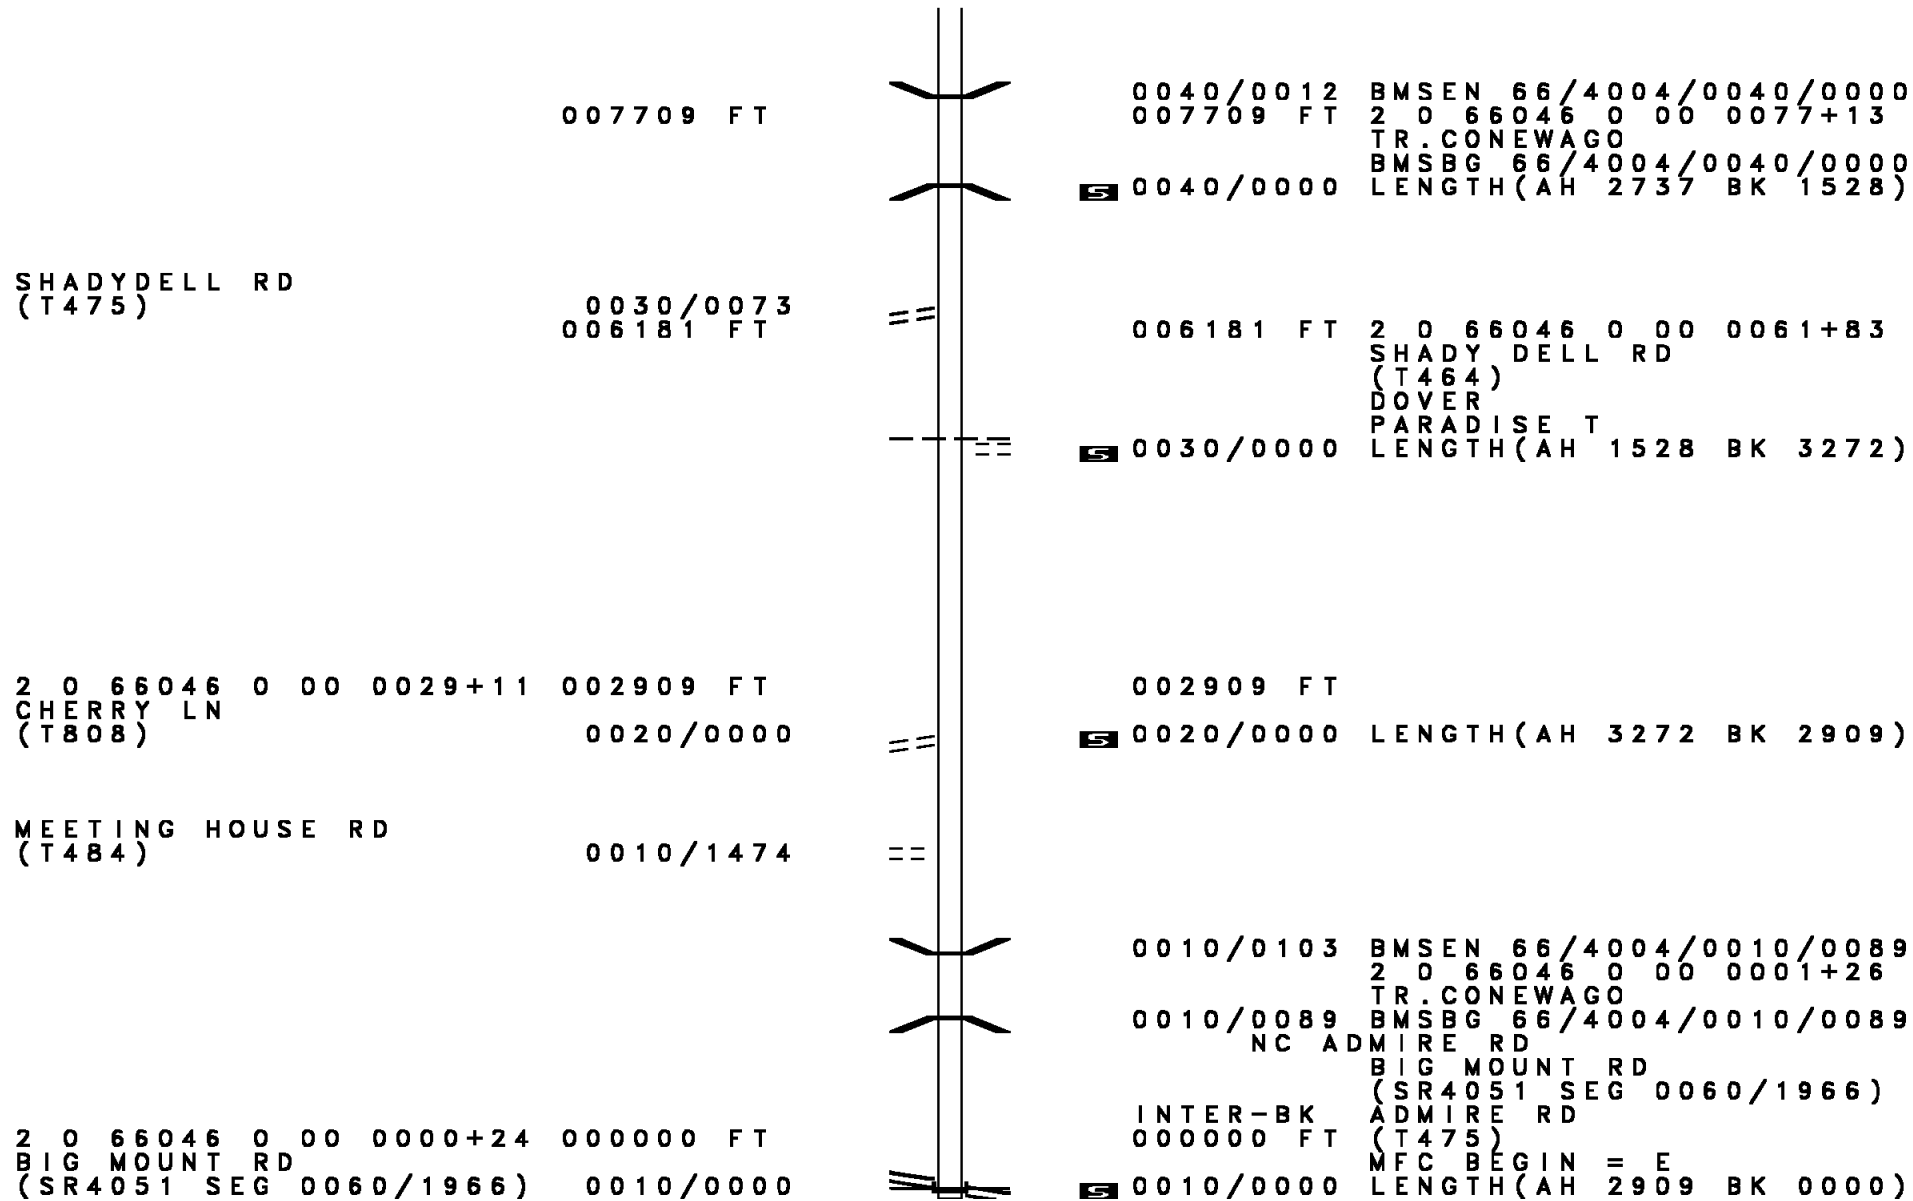 0040/0012 BMSEN 66/4004/0040/0000
007709 FT 007709 FT 2 0 66046 0 00 0077+13
TR.CONEWAGO
BMSBG 66/4004/0040/0000
S 0040/0000 LENGTH(AH 2737 BK 1528)
SHADYDELL RD
(T475) 0030/0073
006181 FT 006181 FT 2 0 66046 0 00 0061+83
SHADY DELL RD
(T464)
DOVER
PARADISE T
S 0030/0000 LENGTH(AH 1528 BK 3272)
2 0 66046 0 00 0029+11 002909 FT 002909 FT
CHERRY LN
(T808) 0020/0000 S 0020/0000 LENGTH(AH 3272 BK 2909)
MEETING HOUSE RD
(T484) 0010/1474
0010/0103 BMSEN 66/4004/0010/0089
2 0 66046 0 00 0001+26
TR.CONEWAGO
0010/0089 BMSBG 66/4004/0010/0089
NC ADMIRE RD
BIG MOUNT RD
(SR4051 SEG 0060/1966)
INTER-BK ADMIRE RD
2 0 66046 0 00 0000+24 000000 FT 000000 FT (T475)
BIG MOUNT RD MFC BEGIN = E
(SR4051 SEG 0060/1966) 0010/0000 S 0010/0000 LENGTH(AH 2909 BK 0000)